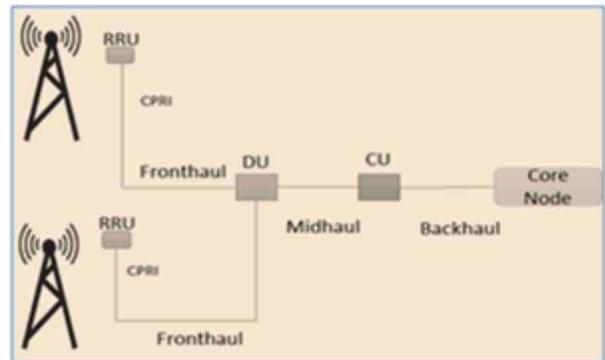 RRU
CPRI
Fronthaul
DU
CU
Core
Node
Midhaul
Backhaul
RRU
CPRI
Fronthaul